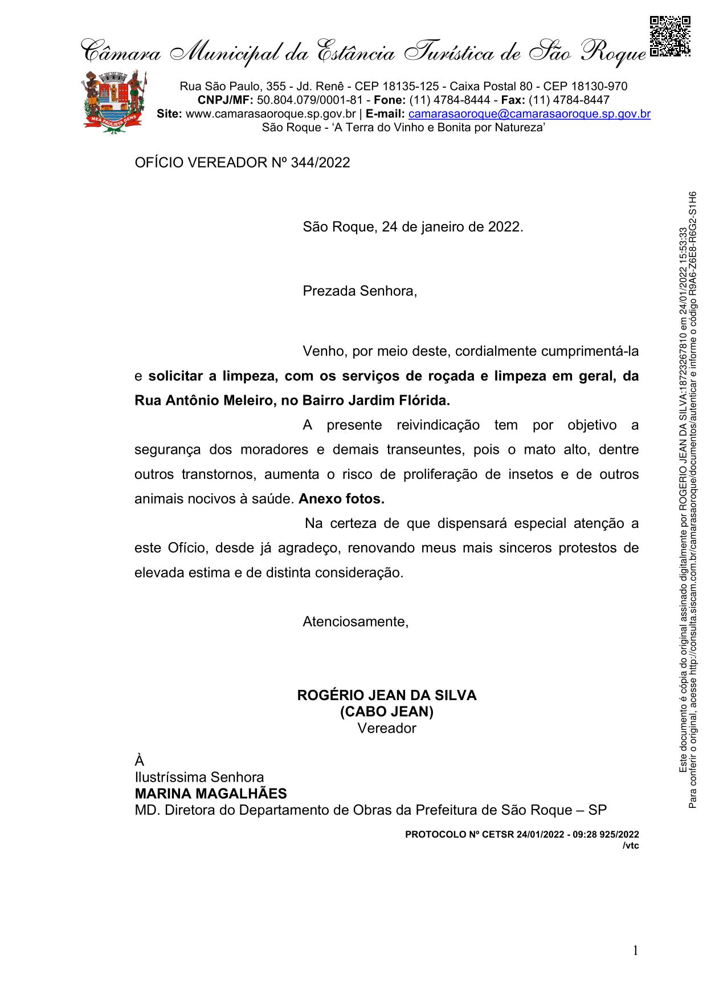 Câmara Municipal da Estância Turística de São Roque
MEA PAULISTA GENS
Rua São Paulo, 355 - Jd. Renê - CEP 18135-125 - Caixa Postal 80 - CEP 18130-970
CNPJ/MF: 50.804.079/0001-81 - Fone: (11) 4784-8444 - Fax: (11) 4784-8447
Site: www.camarasaoroque.sp.gov.br | E-mail: camarasaoroque@camarasaoroque.sp.gov.br
São Roque - ‘A Terra do Vinho e Bonita por Natureza’
OFÍCIO VEREADOR Nº 344/2022
São Roque, 24 de janeiro de 2022.
Prezada Senhora,
Venho, por meio deste, cordialmente cumprimentá-la
e solicitar a limpeza, com os serviços de roçada e limpeza em geral, da
Rua Antônio Meleiro, no Bairro Jardim Flórida.
A presente reivindicação tem por objetivo a
segurança dos moradores e demais transeuntes, pois o mato alto, dentre
outros transtornos, aumenta o risco de proliferação de insetos e de outros
animais nocivos à saúde. Anexo fotos.
Na certeza de que dispensará especial atenção a
este Ofício, desde já agradeço, renovando meus mais sinceros protestos de
elevada estima e de distinta consideração.
Atenciosamente,
ROGÉRIO JEAN DA SILVA
(CABO JEAN)
Vereador
À
Ilustríssima Senhora
MARINA MAGALHÃES
MD. Diretora do Departamento de Obras da Prefeitura de São Roque – SP
PROTOCOLO Nº CETSR 24/01/2022 - 09:28 925/2022
/vtc
1
Este documento é cópia do original assinado digitalmente por ROGERIO JEAN DA SILVA:18723267810 em 24/01/2022 15:53:33
Para conferir o original, acesse http://consulta.siscam.com.br/camarasaoroque/documentos/autenticar e informe o código R9A6-Z6E8-R6G2-S1H6